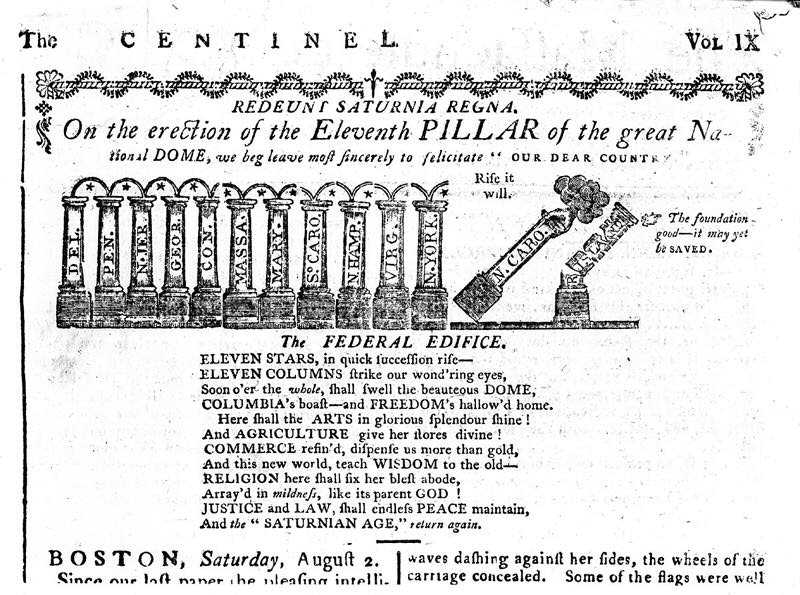 The CENTINEL. Vol. IX
REDEUNT SATURNIA REGNA.
On the erection of the Eleventh PILLAR of the great Na-
tional DOME, we beg leave moſt ſincerely to felicitate “ OUR DEAR COUNTRY.”
Riſe it
will.
The foundation
good—it may yet
be SAVED.
DEL.
PEN.
N. JER.
GEOR.
CON.
MASSA.
MARY.
So. CARO.
N. HAMP.
VIRG.
N. YORK.
N. CARO.
The FEDERAL EDIFICE.
ELEVEN STARS, in quick ſucceſſion riſe—
ELEVEN COLUMNS ſtrike our wond'ring eyes,
Soon o'er the whole, ſhall ſwell the beauteous DOME,
COLUMBIA's boaſt—and FREEDOM's hallow'd home.
Here ſhall the ARTS in glorious ſplendour ſhine !
And AGRICULTURE give her ſtores divine !
COMMERCE refin'd, diſpenſe us more than gold,
And this new world, teach WISDOM to the old—
RELIGION here ſhall fix her bleſt abode,
Array'd in mildneſs, like its parent GOD !
JUSTICE and LAW, ſhall endleſs PEACE maintain,
And the “ SATURNIAN AGE,” return again.
BOSTON, Saturday, Auguſt 2.
Since our laſt paper the pleaſing intelli-
waves daſhing againſt her ſides, the wheels of the
carriage concealed. Some of the flags were well